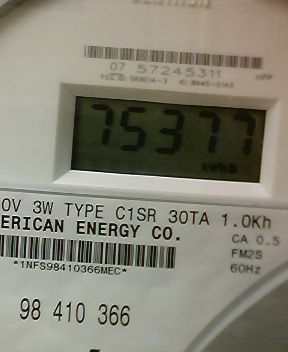 07 57245311
HPP
75377
kWh
0V 3W TYPE C1SR 30TA 1.0Kh
ERICAN ENERGY CO.
CA 0.5
FM2S
*1NFS98410366MEC*
60Hz
98 410 366